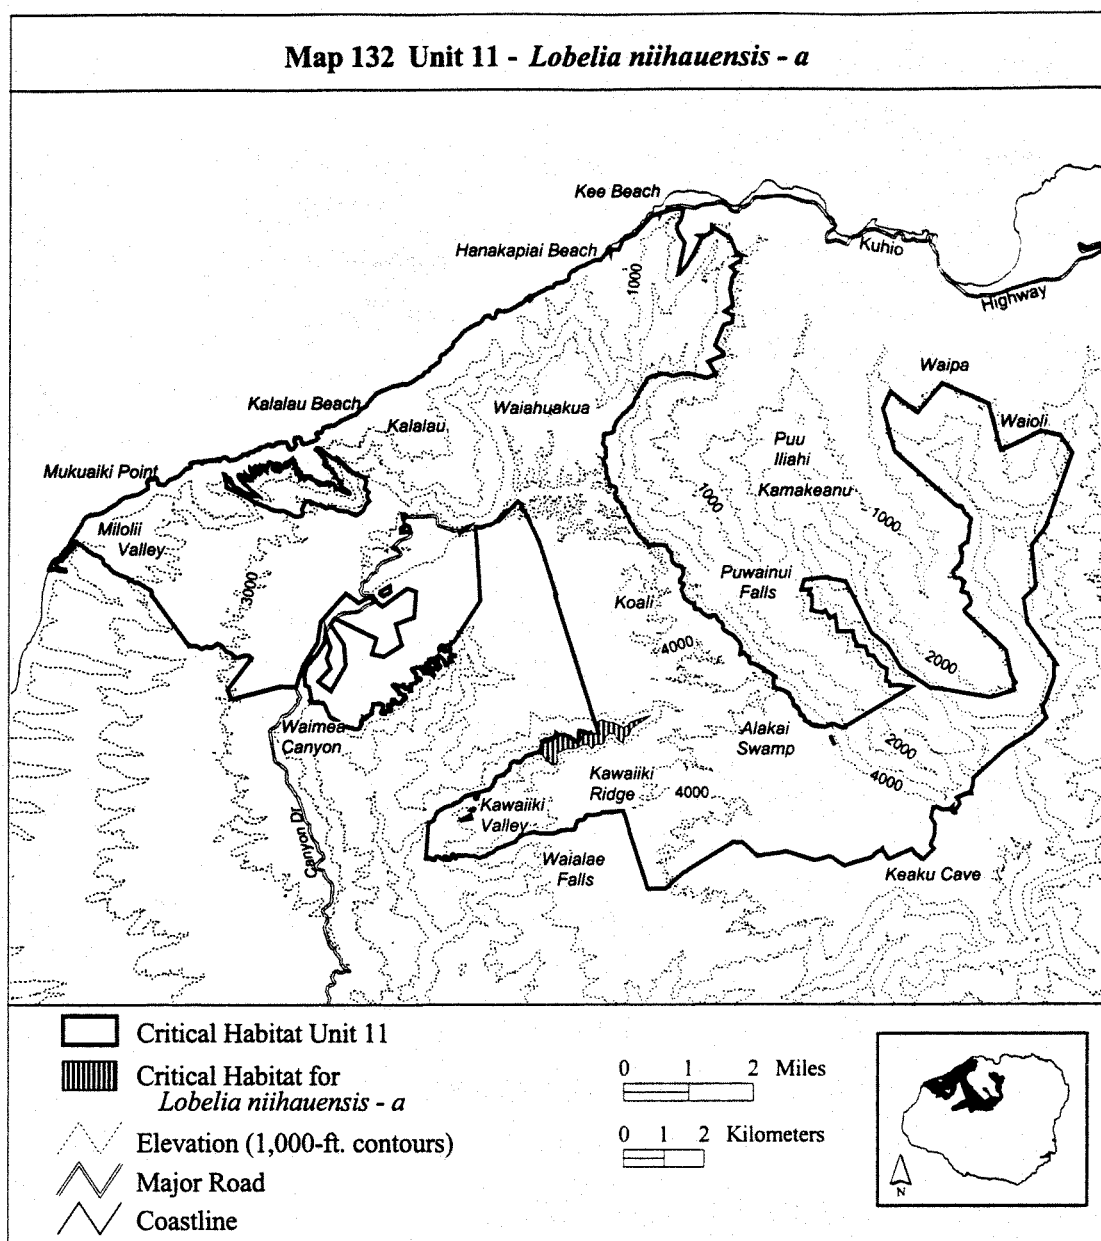 Map 132 Unit 11 - Lobelia niihauensis - a
Kee Beach
Hanakapiai Beach
Kuhio
Highway
1000
Waipa
Kalalau Beach
Waiahuakua
Waioli
Kalalau
Puu
Iliahi
Mukuaiki Point
Kamakeanu
1000
1000
Milolii
Valley
3000
Puwainui
Falls
Koali
4000
2000
Waimea
Canyon
Alakai
Swamp
2000
4000
Kawaiiki
Ridge
4000
Kawaiiki
Valley
Canyon Dr
Waialae
Falls
Keaku Cave
Critical Habitat Unit 11
Critical Habitat for
Lobelia niihauensis - a
Elevation (1,000-ft. contours)
Major Road
Coastline
0 1 2 Miles
0 1 2 Kilometers
N